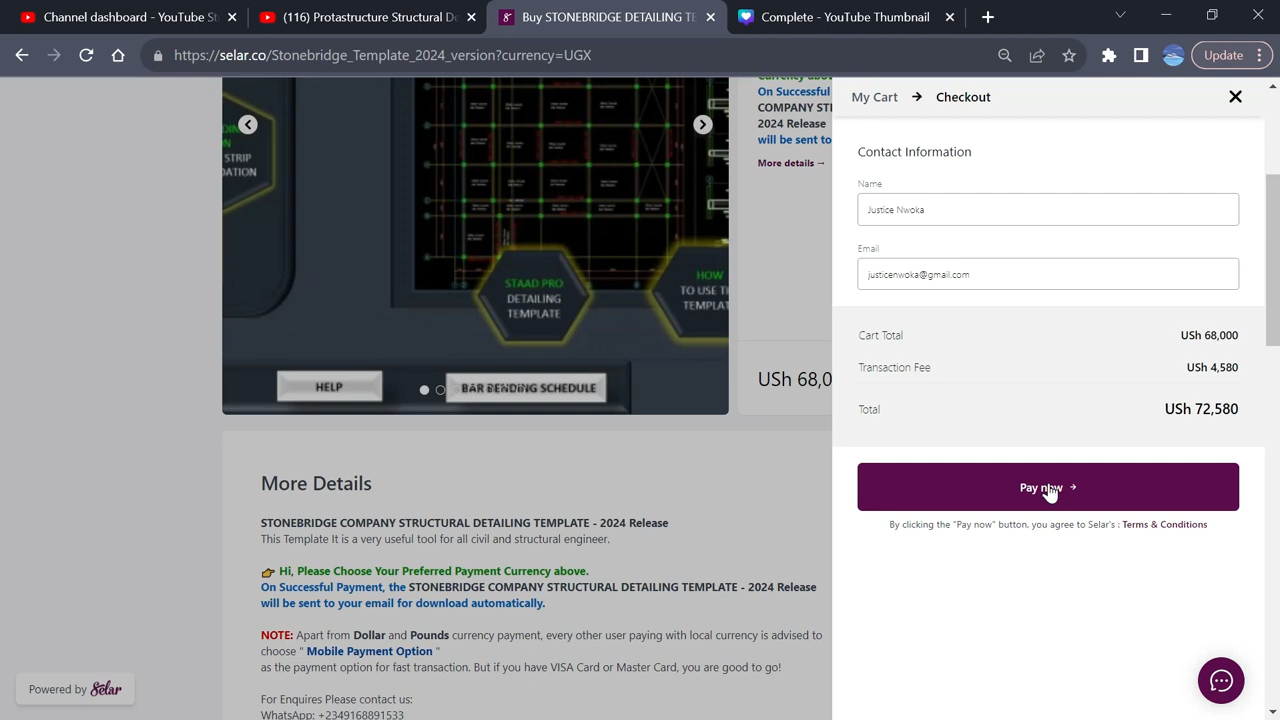 Channel dashboard - YouTube St
(116) Protastructure Structural De
Buy STONEBRIDGE DETAILING TE
Complete - YouTube Thumbnail
https://selar.co/Stonebridge_Template_2024_version?currency=UGX
Update
STRIP
DATION
STAAD PRO
DETAILING
TEMPLATE
HOW
TO USE T
TEMPLAT
HELP
BAR BENDING SCHEDULE
On Successful
COMPANY STI
2024 Release
will be sent to
More details →
USh 68,0
More Details
STONEBRIDGE COMPANY STRUCTURAL DETAILING TEMPLATE - 2024 Release
This Template It is a very useful tool for all civil and structural engineer.
👉 Hi, Please Choose Your Preferred Payment Currency above.
On Successful Payment, the STONEBRIDGE COMPANY STRUCTURAL DETAILING TEMPLATE - 2024 Release
will be sent to your email for download automatically.
NOTE: Apart from Dollar and Pounds currency payment, every other user paying with local currency is advised to
choose " Mobile Payment Option "
as the payment option for fast transaction. But if you have VISA Card or Master Card, you are good to go!
For Enquires Please contact us:
WhatsApp: +2349168891533
Powered by Selar
My Cart → Checkout
Contact Information
Name
Justice Nwoka
Email
justicenwoka@gmail.com
Cart Total USh 68,000
Transaction Fee USh 4,580
Total USh 72,580
Pay now →
By clicking the "Pay now" button, you agree to Selar's : Terms & Conditions